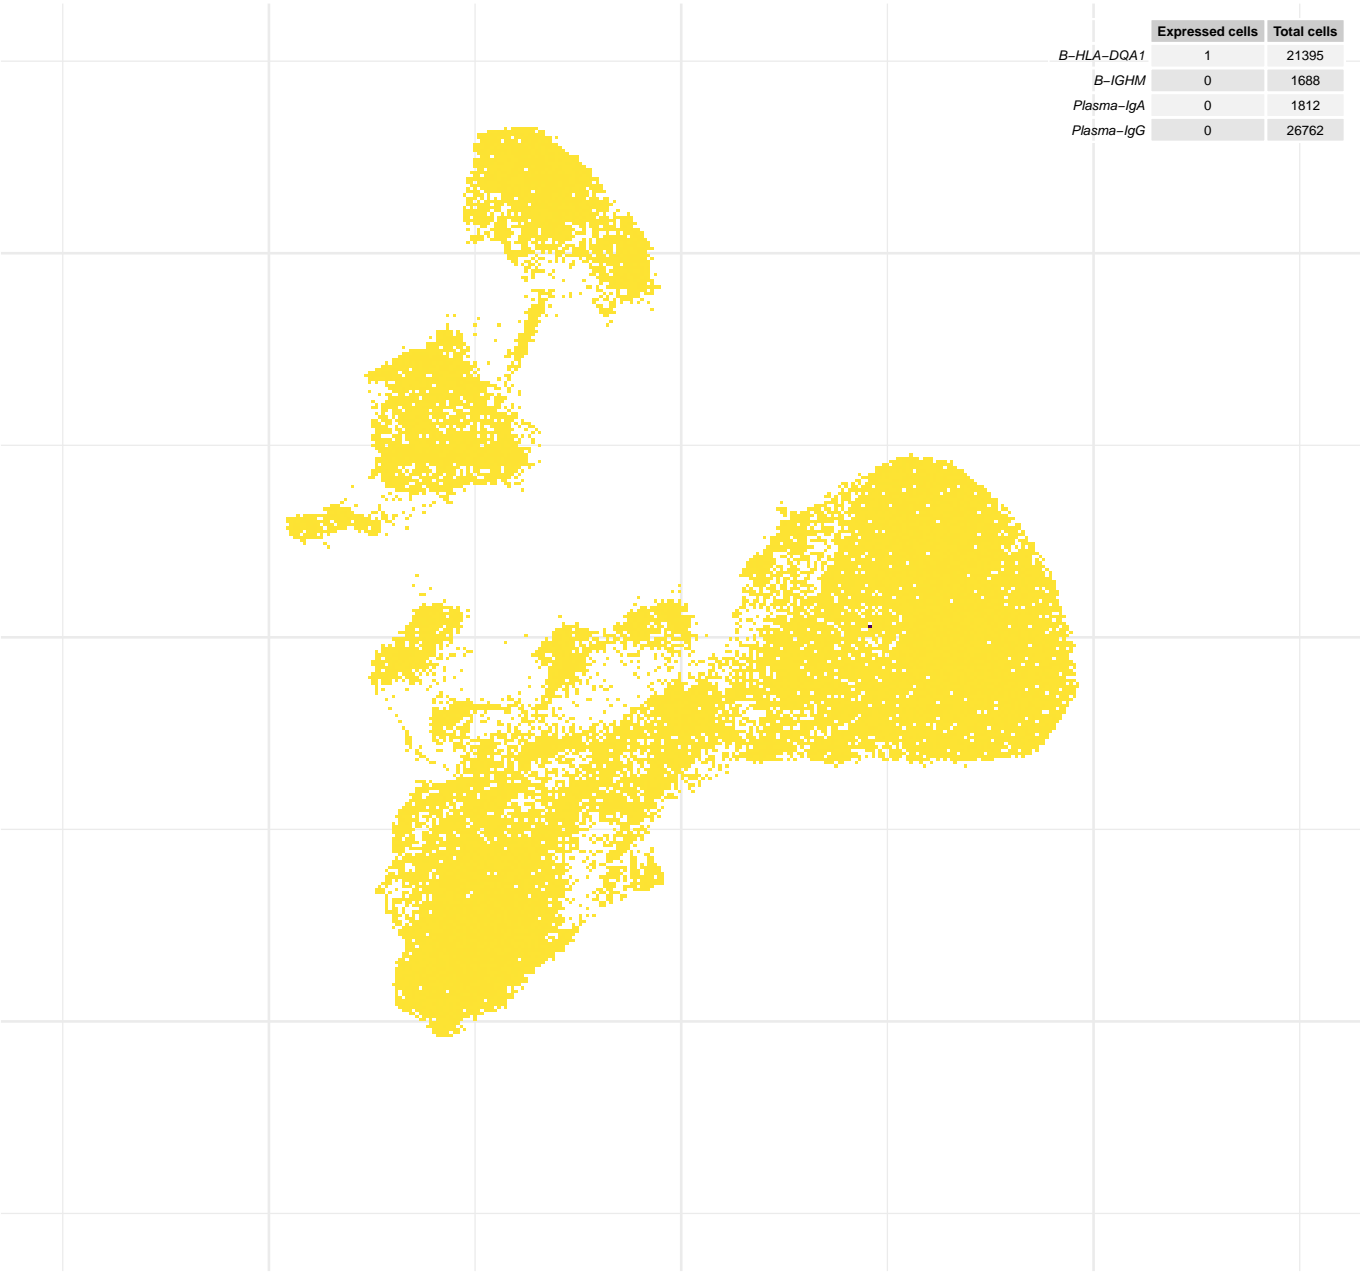 Expressed cells Total cells
B−HLA−DQA1 1 21395
B−IGHM 0 1688
Plasma−IgA 0 1812
Plasma−IgG 0 26762